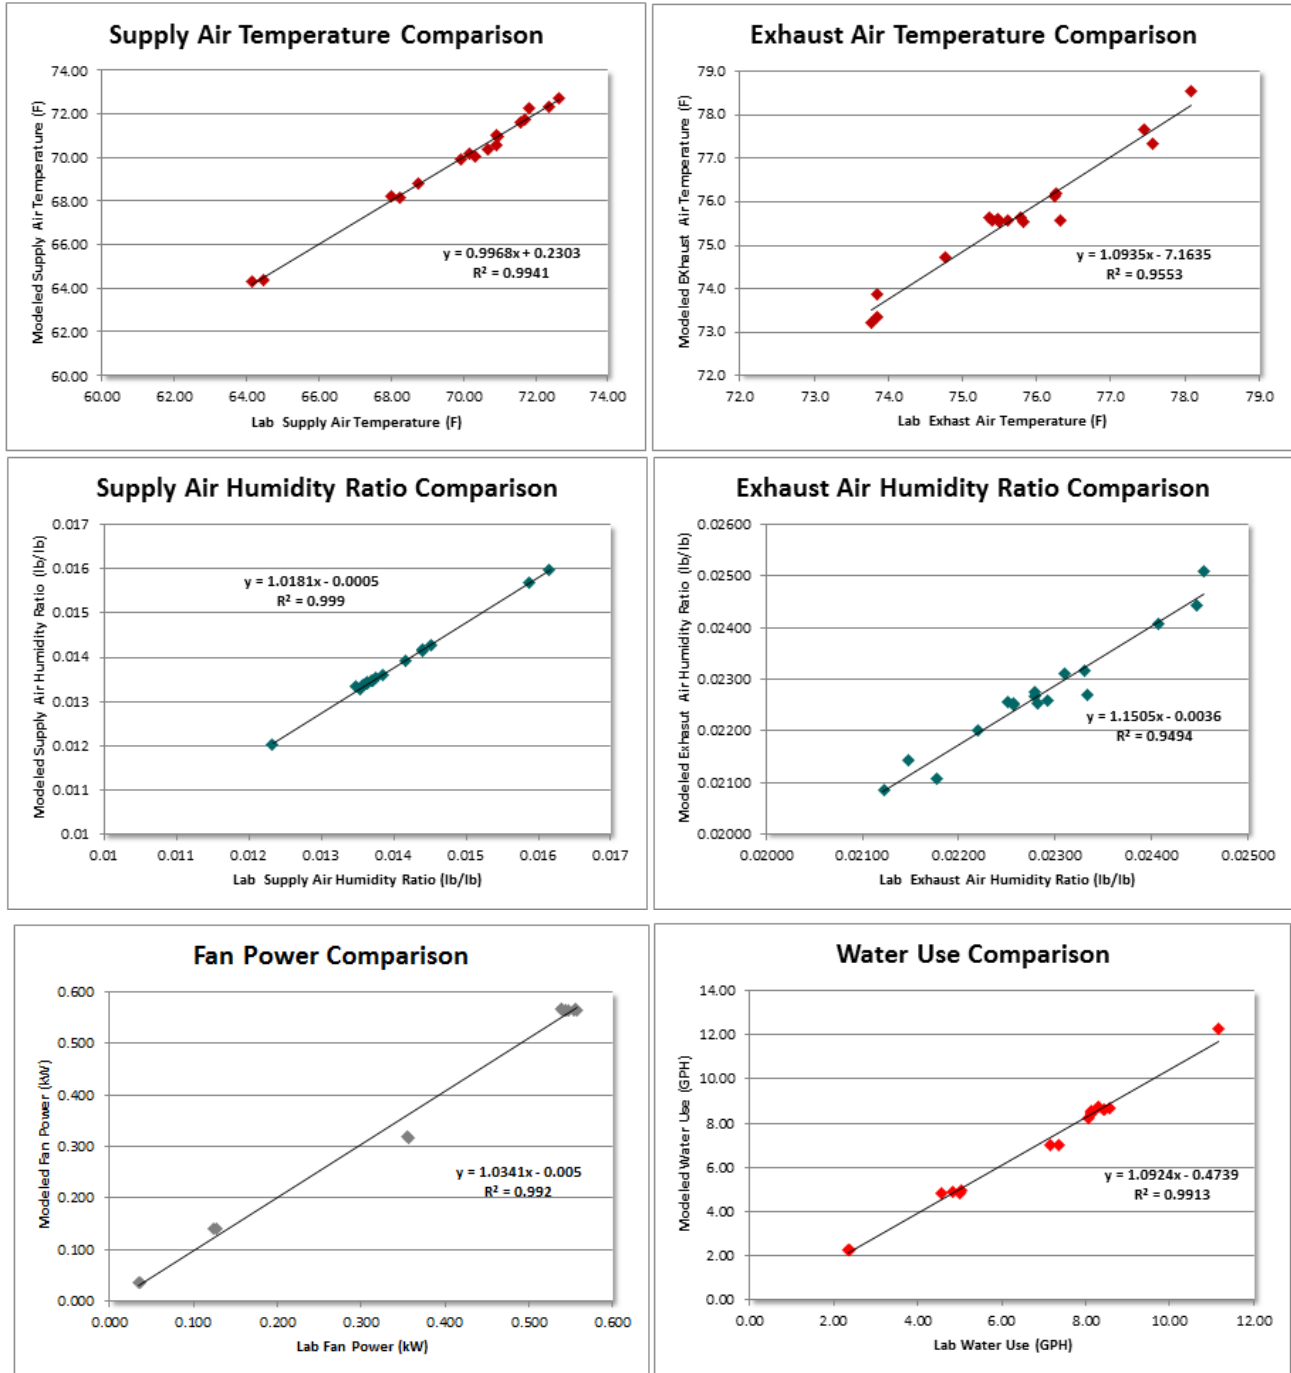 Supply Air Temperature Comparison
Modeled Supply Air Temperature (F)
74.00
72.00
70.00
68.00
66.00
64.00
62.00
60.00
y = 0.9968x + 0.2303
R² = 0.9941
60.00 62.00 64.00 66.00 68.00 70.00 72.00 74.00
Lab Supply Air Temperature (F)
Exhaust Air Temperature Comparison
Modeled EXhaust Air Temperature (F)
79.0
78.0
77.0
76.0
75.0
74.0
73.0
72.0
y = 1.0935x - 7.1635
R² = 0.9553
72.0 73.0 74.0 75.0 76.0 77.0 78.0 79.0
Lab Exhast Air Temperature (F)
Supply Air Humidity Ratio Comparison
Modeled Supply Air Humidity Ratio (lb/lb)
0.017
0.016
0.015
0.014
0.013
0.012
0.011
0.01
y = 1.0181x - 0.0005
R² = 0.999
0.01 0.011 0.012 0.013 0.014 0.015 0.016 0.017
Lab Supply Air Humidity Ratio (lb/lb)
Exhaust Air Humidity Ratio Comparison
Modeled Exhasut Air Humidity Ratio (lb/lb)
0.02600
0.02500
0.02400
0.02300
0.02200
0.02100
0.02000
y = 1.1505x - 0.0036
R² = 0.9494
0.02000 0.02100 0.02200 0.02300 0.02400 0.02500
Lab Exhaust Air Humidity Ratio (lb/lb)
Fan Power Comparison
Modeled Fan Power (kW)
0.600
0.500
0.400
0.300
0.200
0.100
0.000
y = 1.0341x - 0.005
R² = 0.992
0.000 0.100 0.200 0.300 0.400 0.500 0.600
Lab Fan Power (kW)
Water Use Comparison
Modeled Water Use (GPH)
14.00
12.00
10.00
8.00
6.00
4.00
2.00
0.00
y = 1.0924x - 0.4739
R² = 0.9913
0.00 2.00 4.00 6.00 8.00 10.00 12.00
Lab Water Use (GPH)